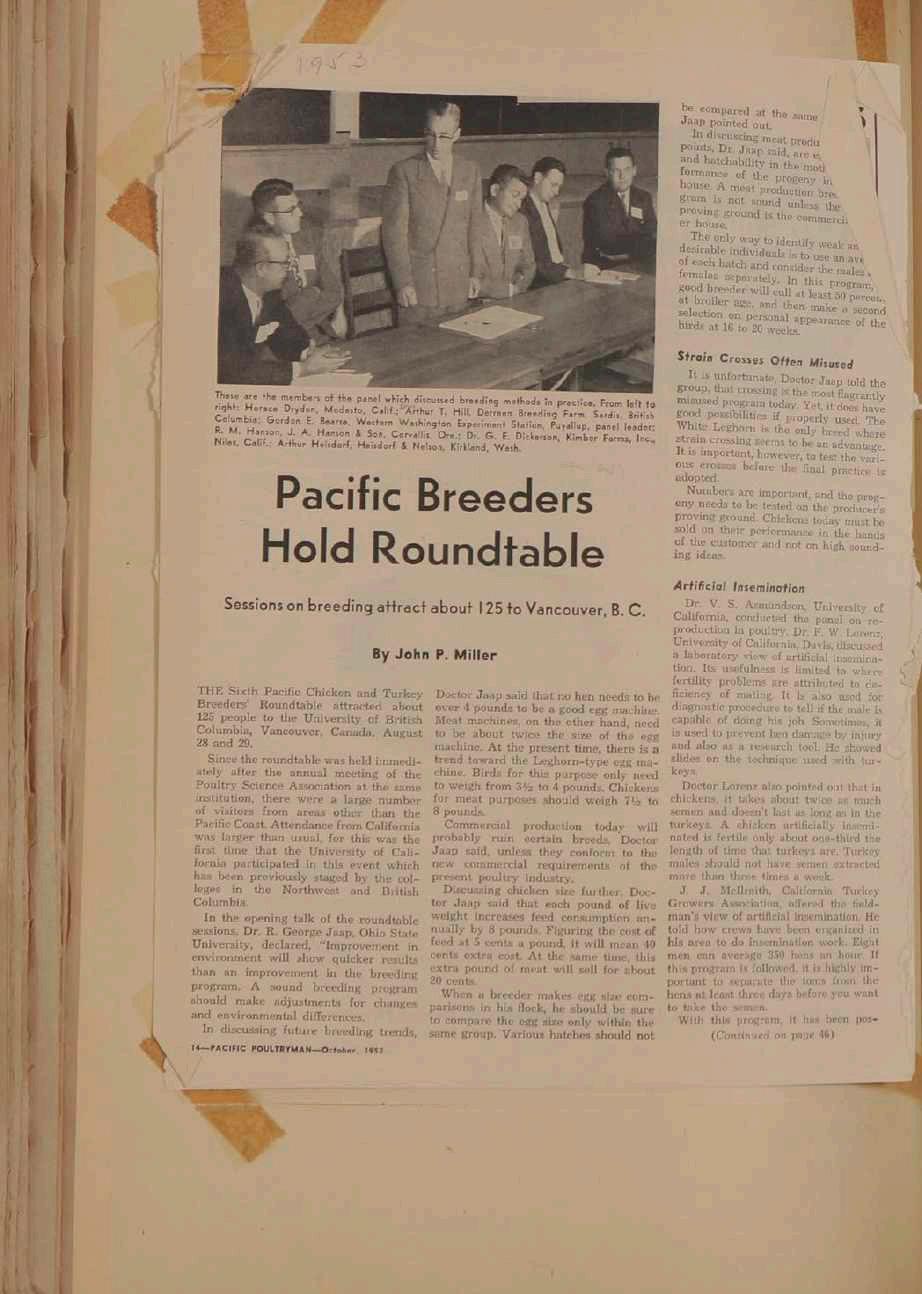 1953
These are the members of the panel which discussed breeding methods in practice. From left to
right: Horace Dryden, Modesto, Calif.; Arthur T. Hill, Derreen Breeding Farm, Sardis, British
Columbia; Gordon E. Bearse, Western Washington Experiment Station, Puyallup, panel leader;
R. M. Hanson, J. A. Hanson & Son, Corvallis, Ore.; Dr. G. E. Dickerson, Kimber Farms, Inc.,
Niles, Calif.; Arthur Heisdorf, Heisdorf & Nelson, Kirkland, Wash.
Pacific Breeders
Hold Roundtable
Sessions on breeding attract about 125 to Vancouver, B. C.
By John P. Miller
THE Sixth Pacific Chicken and Turkey
Breeders' Roundtable attracted about
125 people to the University of British
Columbia, Vancouver, Canada, August
28 and 29.
Since the roundtable was held immedi-
ately after the annual meeting of the
Poultry Science Association at the same
institution, there were a large number
of visitors from areas other than the
Pacific Coast. Attendance from California
was larger than usual, for this was the
first time that the University of Cali-
fornia participated in this event which
has been previously staged by the col-
leges in the Northwest and British
Columbia.
In the opening talk of the roundtable
sessions, Dr. R. George Jaap, Ohio State
University, declared, "Improvement in
environment will show quicker results
than an improvement in the breeding
program. A sound breeding program
should make adjustments for changes
and environmental differences.
In discussing future breeding trends,
14—PACIFIC POULTRYMAN—October, 1953
Doctor Jaap said that no hen needs to be
over 4 pounds to be a good egg machine.
Meat machines, on the other hand, need
to be about twice the size of the egg
machine. At the present time, there is a
trend toward the Leghorn-type egg ma-
chine. Birds for this purpose only need
to weigh from 3½ to 4 pounds. Chickens
for meat purposes should weigh 7½ to
8 pounds.
Commercial production today will
probably ruin certain breeds, Doctor
Jaap said, unless they conform to the
new commercial requirements of the
present poultry industry.
Discussing chicken size further, Doc-
tor Jaap said that each pound of live
weight increases feed consumption an-
nually by 8 pounds. Figuring the cost of
feed at 5 cents a pound, it will mean 40
cents extra cost. At the same time, this
extra pound of meat will sell for about
20 cents.
When a breeder makes egg size com-
parisons in his flock, he should be sure
to compare the egg size only within the
same group. Various hatches should not
be compared at the same
Jaap pointed out.
In discussing meat produ
points, Dr. Jaap said, are
and hatchability in the
formance of the progeny in
house. A meat production
gram is not sound unless the
proving ground is the
er house.
The only way to identify weak an
desirable individuals is to use an
of each hatch and consider the males
females separately. In this program,
good breeder will cull at least 50 percen
at broiler age, and then make a second
selection on personal appearance of the
birds at 16 to 20 weeks.
Strain Crosses Often Misused
It is unfortunate, Doctor Jaap told the
group, that crossing is the most flagrantly
misused program today. Yet, it does have
good possibilities if properly used. The
White Leghorn is the only breed where
strain crossing seems to be an advantage.
It is important, however, to test the vari-
ous crosses before the final practice is
adopted.
Numbers are important, and the prog-
eny needs to be tested on the producer's
proving ground. Chickens today must be
sold on their performance in the hands
of the customer and not on high sound-
ing ideas.
Artificial Insemination
Dr. V. S. Asmundson, University of
California, conducted the panel on re-
production in poultry. Dr. F. W. Lorenz,
University of California, Davis, discussed
a laboratory view of artificial insemina-
tion. Its usefulness is limited to where
fertility problems are attributed to de-
ficiency of mating. It is also used for
diagnostic procedure to tell if the male is
capable of doing his job. Sometimes, it
is used to prevent hen damage by injury
and also as a research tool. He showed
slides on the technique used with tur-
keys.
Doctor Lorenz also pointed out that in
chickens, it takes about twice as much
semen and doesn't last as long as in the
turkeys. A chicken artificially insemi-
nated is fertile only about one-third the
length of time that turkeys are. Turkey
males should not have semen extracted
more than three times a week.
J. J. McIlmith, California Turkey
Growers Association, offered the field-
man's view of artificial insemination. He
told how crews have been organized in
his area to do insemination work. Eight
men can average 350 hens an hour. If
this program is followed, it is highly im-
portant to separate the toms from the
hens at least three days before you want
to take the semen.
With this program, it has been pos-
(Continued on page 46)